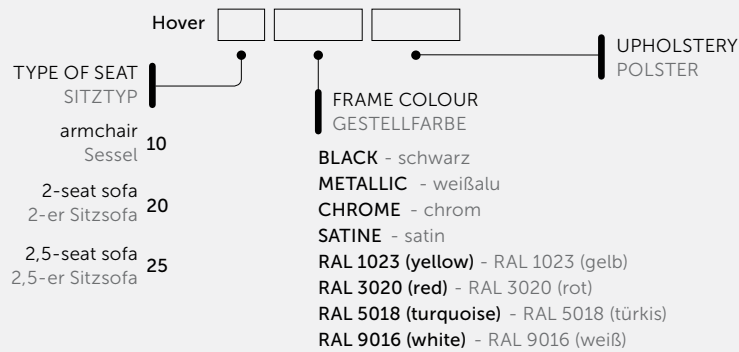 Hover
TYPE OF SEAT
SITZTYP
armchair
Sessel
10
2-seat sofa
2-er Sitzsofa
20
2,5-seat sofa
2,5-er Sitzsofa
25
FRAME COLOUR
GESTELLFARBE
BLACK - schwarz
METALLIC - weißalu
CHROME - chrom
SATINE - satin
RAL 1023 (yellow) - RAL 1023 (gelb)
RAL 3020 (red) - RAL 3020 (rot)
RAL 5018 (turquoise) - RAL 5018 (türkis)
RAL 9016 (white) - RAL 9016 (weiß)
UPHOLSTERY
POLSTER